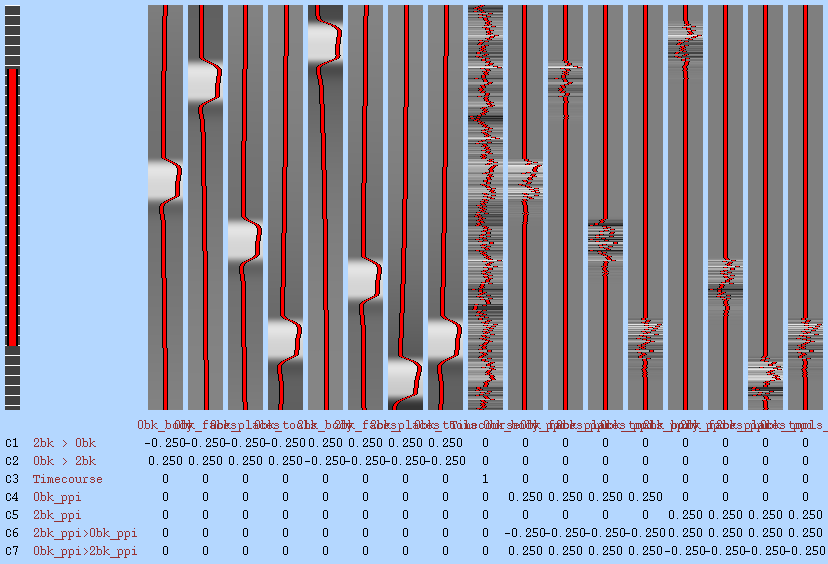 0bk_body
C1 2bk > 0bk -0.250 -0.250 -0.250 -0.250 0.250 0.250 0.250 0.250 0 0 0 0 0 0 0 0 0
C2 0bk > 2bk 0.250 0.250 0.250 0.250 -0.250 -0.250 -0.250 -0.250 0 0 0 0 0 0 0 0 0
C3 Timecourse 0 0 0 0 0 0 0 0 1 0 0 0 0 0 0 0 0
C4 0bk_ppi 0 0 0 0 0 0 0 0 0 0.250 0.250 0.250 0.250 0 0 0 0
C5 2bk_ppi 0 0 0 0 0 0 0 0 0 0 0 0 0 0.250 0.250 0.250 0.250
C6 2bk_ppi>0bk_ppi 0 0 0 0 0 0 0 0 0 -0.250 -0.250 -0.250 -0.250 0.250 0.250 0.250 0.250
C7 0bk_ppi>2bk_ppi 0 0 0 0 0 0 0 0 0 0.250 0.250 0.250 0.250 -0.250 -0.250 -0.250 -0.250